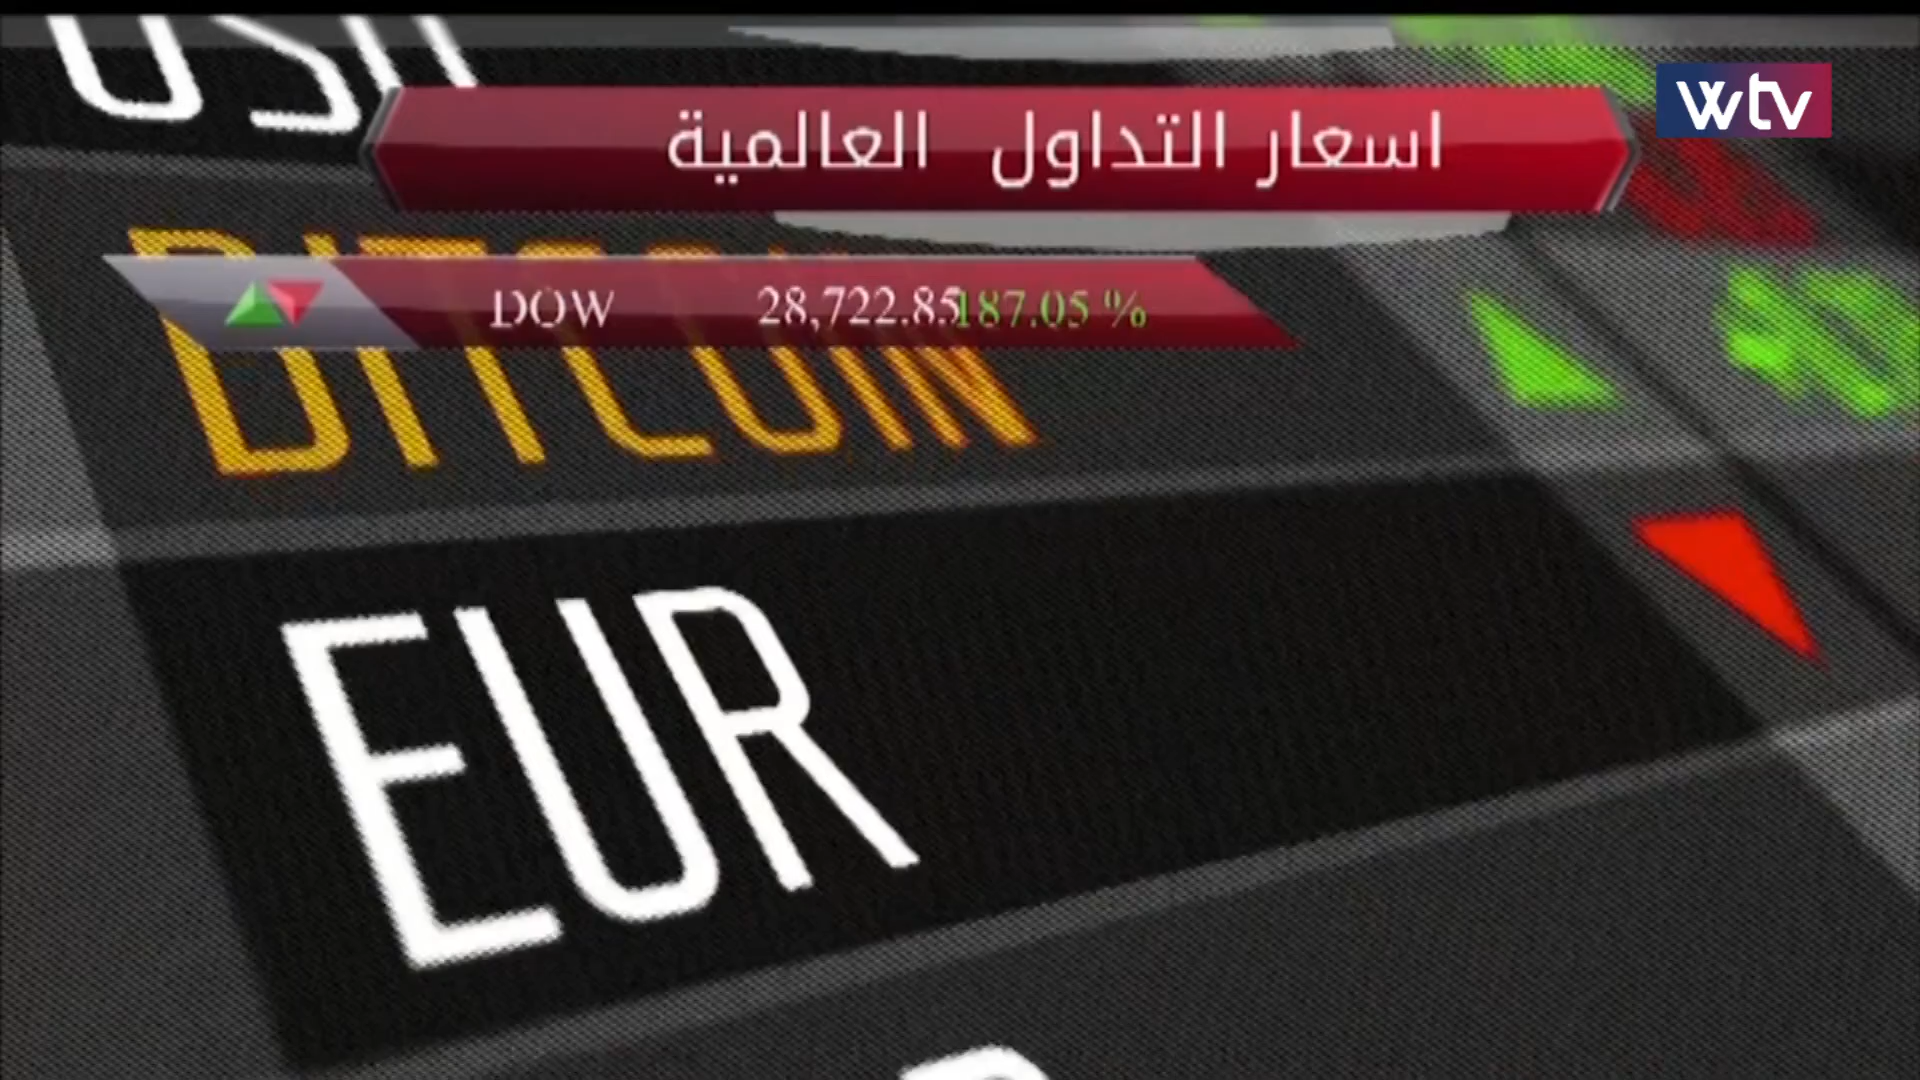 wtv
اسعار التداول العالمية
DOW 28,722.85 187.05 %
BITCOIN
EUR